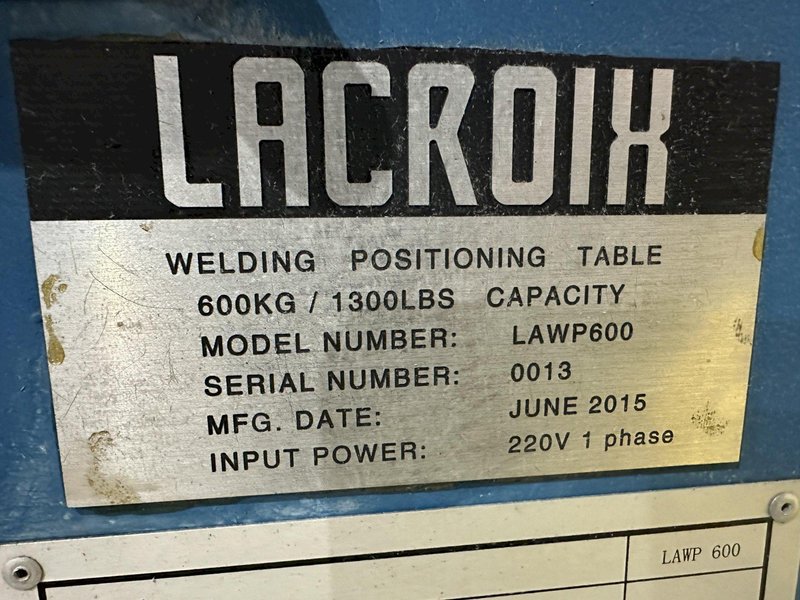 LACROIX
WELDING POSITIONING TABLE
600KG / 1300LBS CAPACITY
MODEL NUMBER: LAWP600
SERIAL NUMBER: 0013
MFG. DATE: JUNE 2015
INPUT POWER: 220V 1 phase
LAWP 600